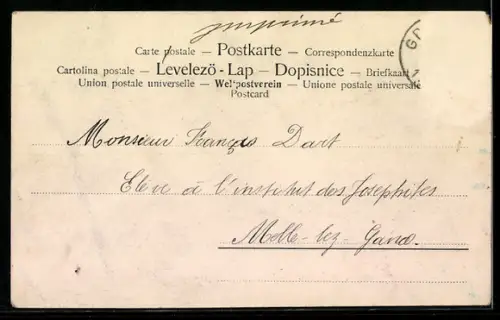 imprimé
Carte postale — Postkarte — Correspondenzkarte
Cartolina postale — Levelező-Lap — Dopisnice — Briefkaart
Union postale universelle — Weltpostverein — Unione postale universale
Postcard
Monsieur François Dart
Elève à l'institut des Josephites
Melle-lez-Gand.